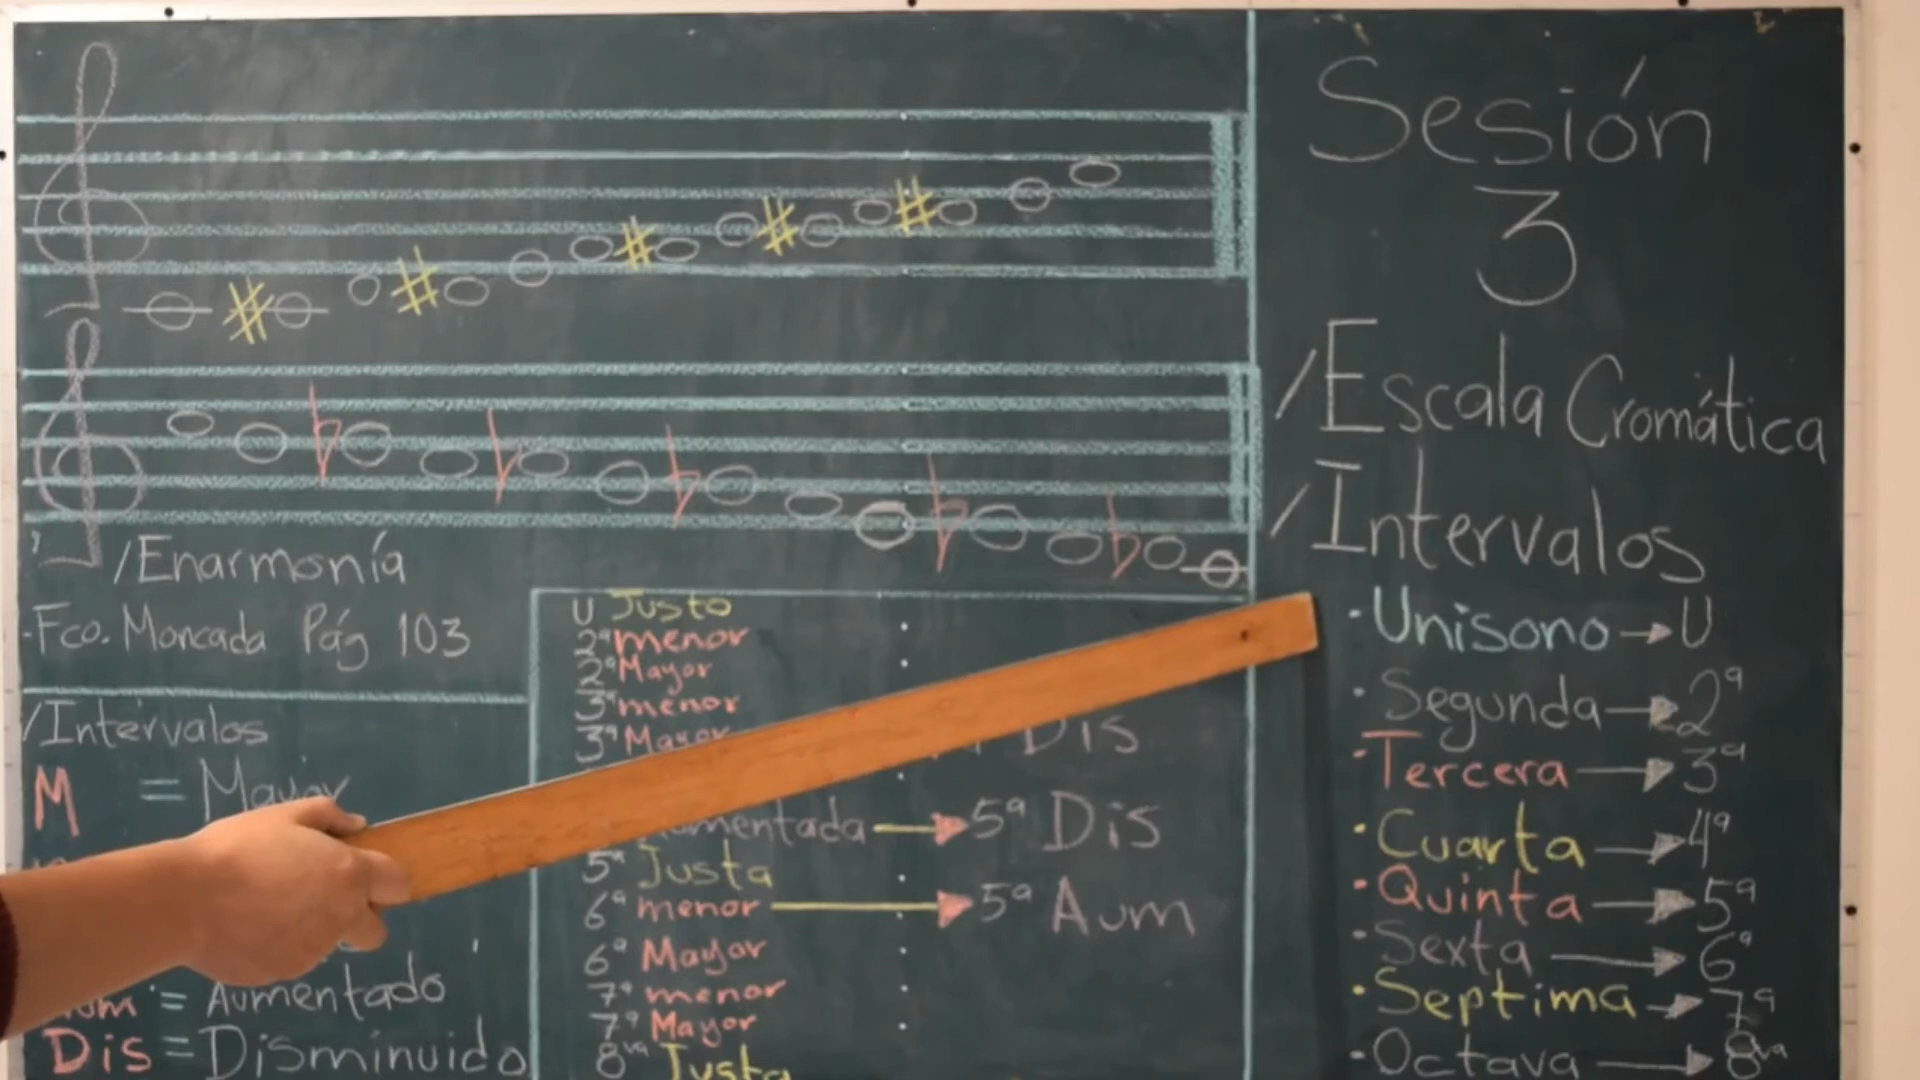 Sesión
3
/Escala Cromática
/Intervalos
·Unisono → U
·Segunda → 2ª
·Tercera → 3ª
·Cuarta → 4ª
·Quinta → 5ª
·Sexta → 6ª
·Septima → 7ª
·Octava → 8va
/Enarmonía
-Fco. Moncada Pág 103
/Intervalos
M = Mayor
= Aumentado
Dis = Disminuido
U Justo
2ª menor
2ª Mayor
3ª menor
3ª Mayor
Dis
→ 5ª Dis
5ª Justa
6ª menor → 5ª Aum
6ª Mayor
7ª menor
7ª Mayor
8va Justa